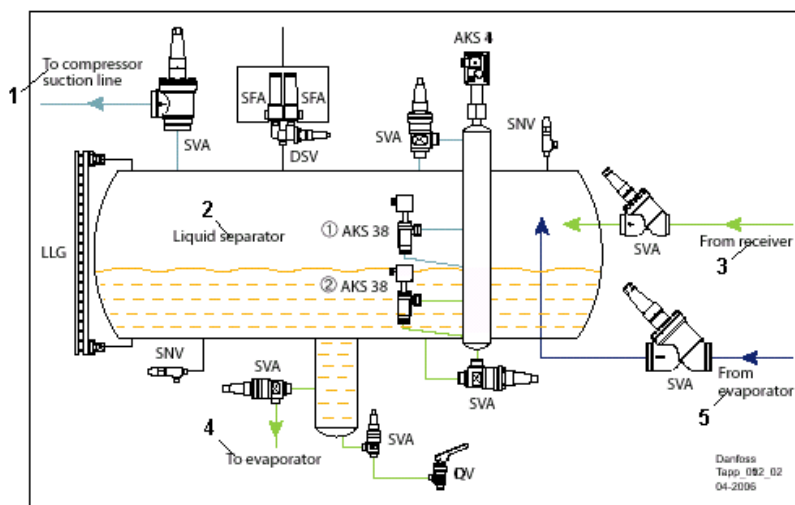 AKS 4
To compressor
suction line
1
SFA
SFA
SVA
SNV
SVA
DSV
2
Liquid separator
① AKS 38
LLG
SVA
From receiver
3
② AKS 38
SNV
SVA
SVA
SVA
From
evaporator
5
4
To evaporator
SVA
QV
Danfoss
04-2006